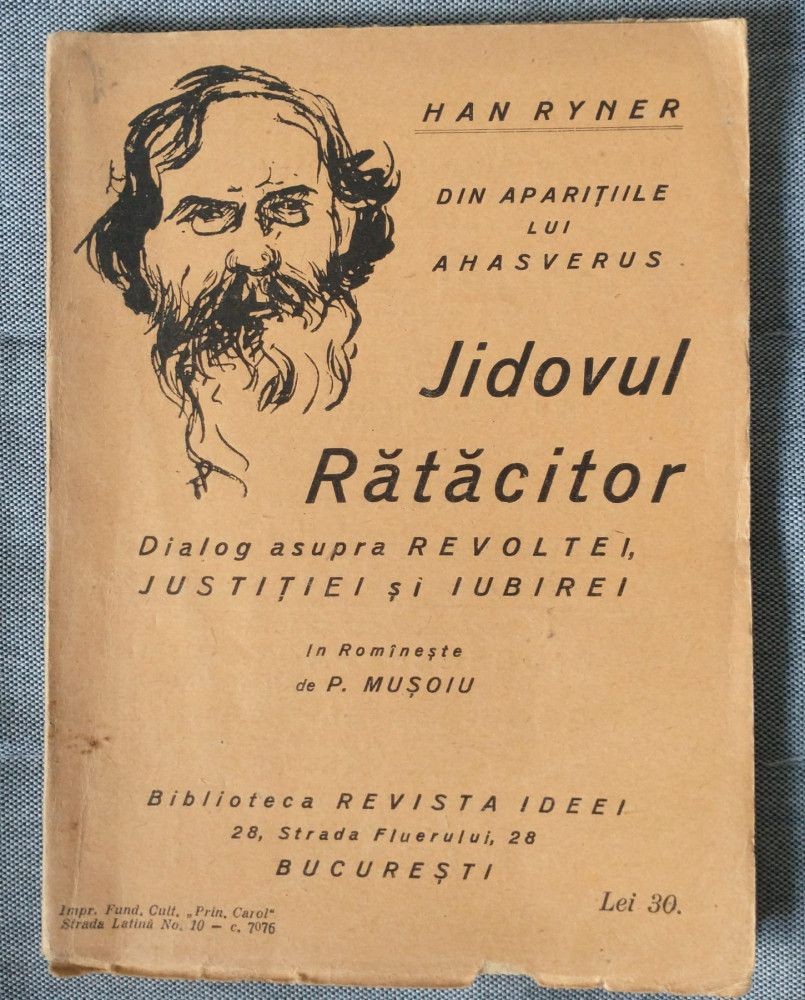 HAN RYNER
DIN APARIȚIILE
LUI
AHASVERUS
Jidovul
Rătăcitor
Dialog asupra REVOLTEI,
JUSTIȚIEI și IUBIREI
In Romînește
de P. MUȘOIU
Biblioteca REVISTA IDEEI
28, Strada Fluerului, 28
BUCUREȘTI
Lei 30.
Impr. Fund. Cult. „Prin. Carol“
Strada Latină No. 10 — c. 7076